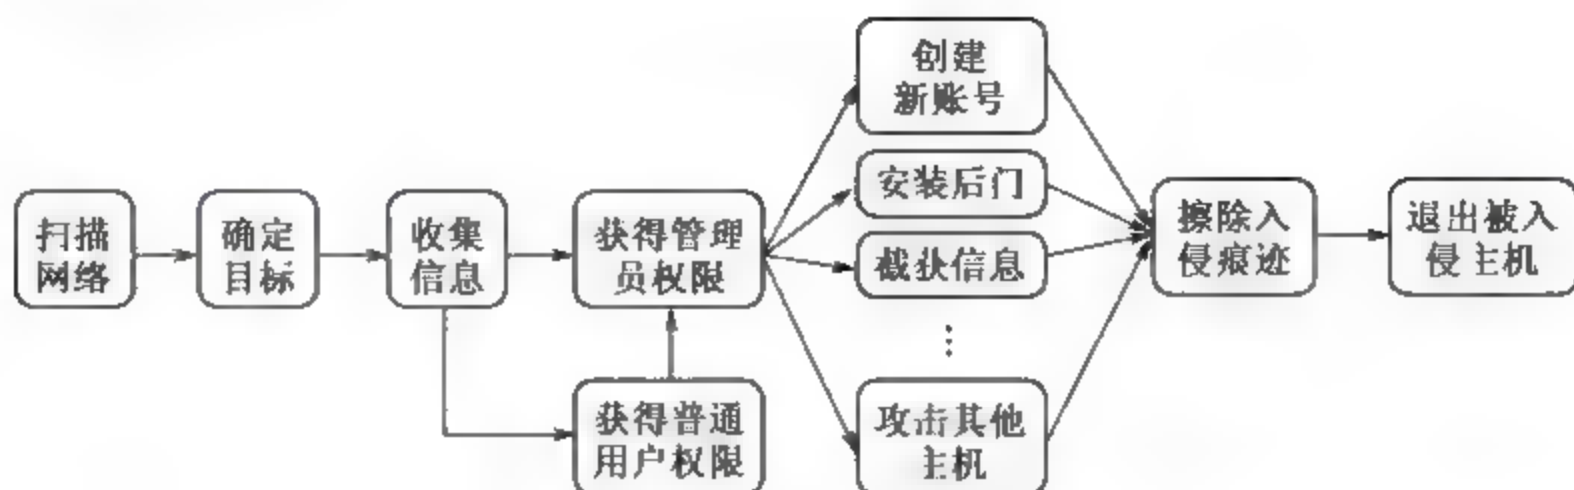 扫描
网络
确定
目标
收集
信息
获得管理
员权限
获得普通
用户权限
创建
新账号
安装后门
截获信息
⋮
攻击其他
主机
擦除入
侵痕迹
退出被入
侵主机